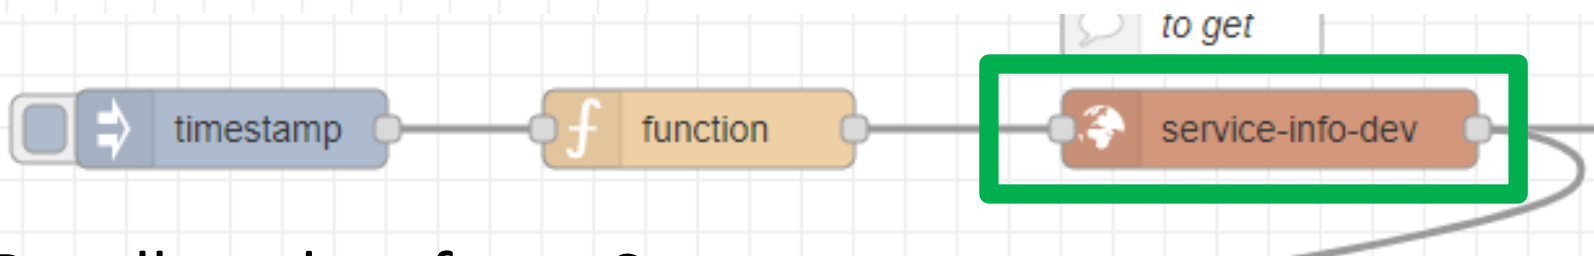 to get
timestamp
function
service-info-dev